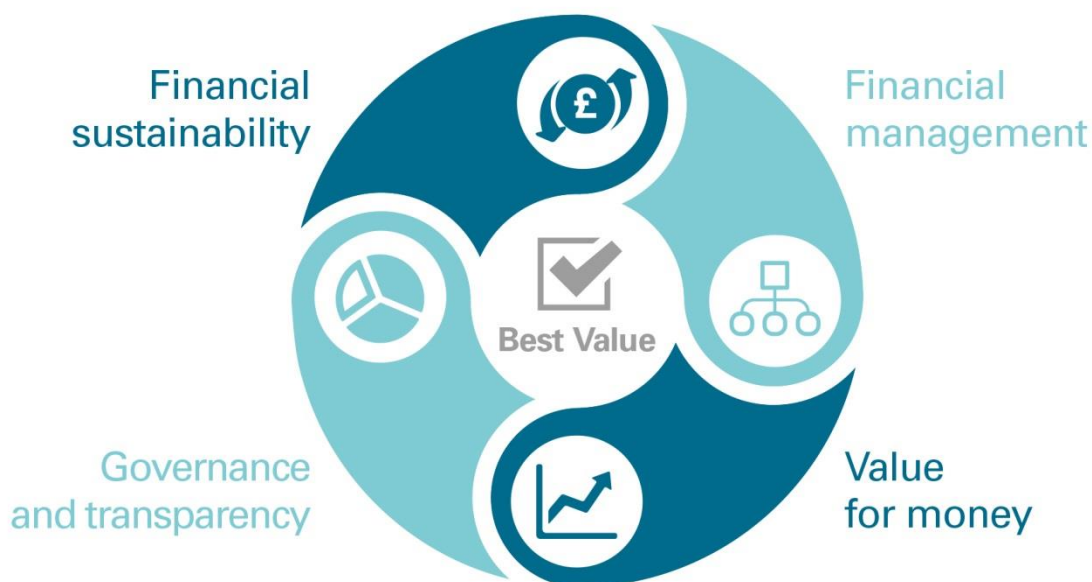 Financial
sustainability
£
Financial
management
Best Value
Governance
and transparency
Value
for money